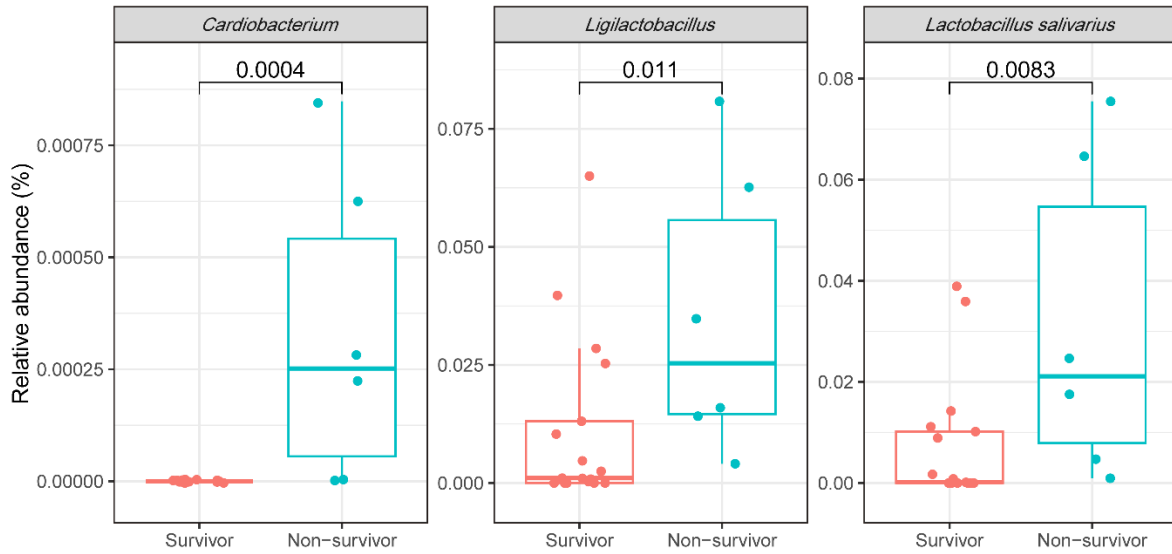 Cardiobacterium
Ligilactobacillus
Lactobacillus salivarius
Relative abundance (%)
0.0004
0.00075
0.00050
0.00025
0.00000
Survivor
Non-survivor
0.011
0.075
0.050
0.025
0.000
Survivor
Non-survivor
0.0083
0.08
0.06
0.04
0.02
0.00
Survivor
Non-survivor